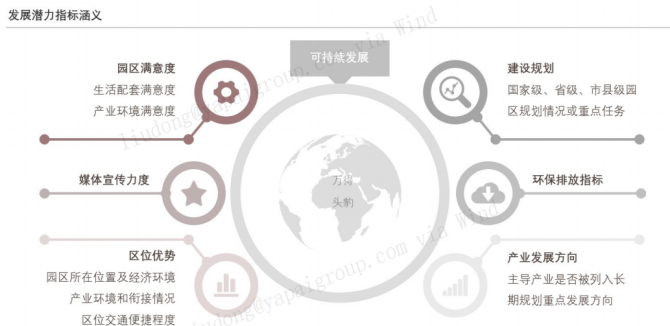 发展潜力指标涵义
可持续发展
园区满意度
生活配套满意度
产业环境满意度
媒体宣传力度
区位优势
园区所在位置及经济环境
产业环境和衔接情况
区位交通便捷程度
万得
头豹
建设规划
国家级、省级、市县级园
区规划情况或重点任务
环保排放指标
产业发展方向
主导产业是否被列入长
期规划重点发展方向
liudong@yapaigroup.com via Wind
liudong@yapaigroup.com via Wind